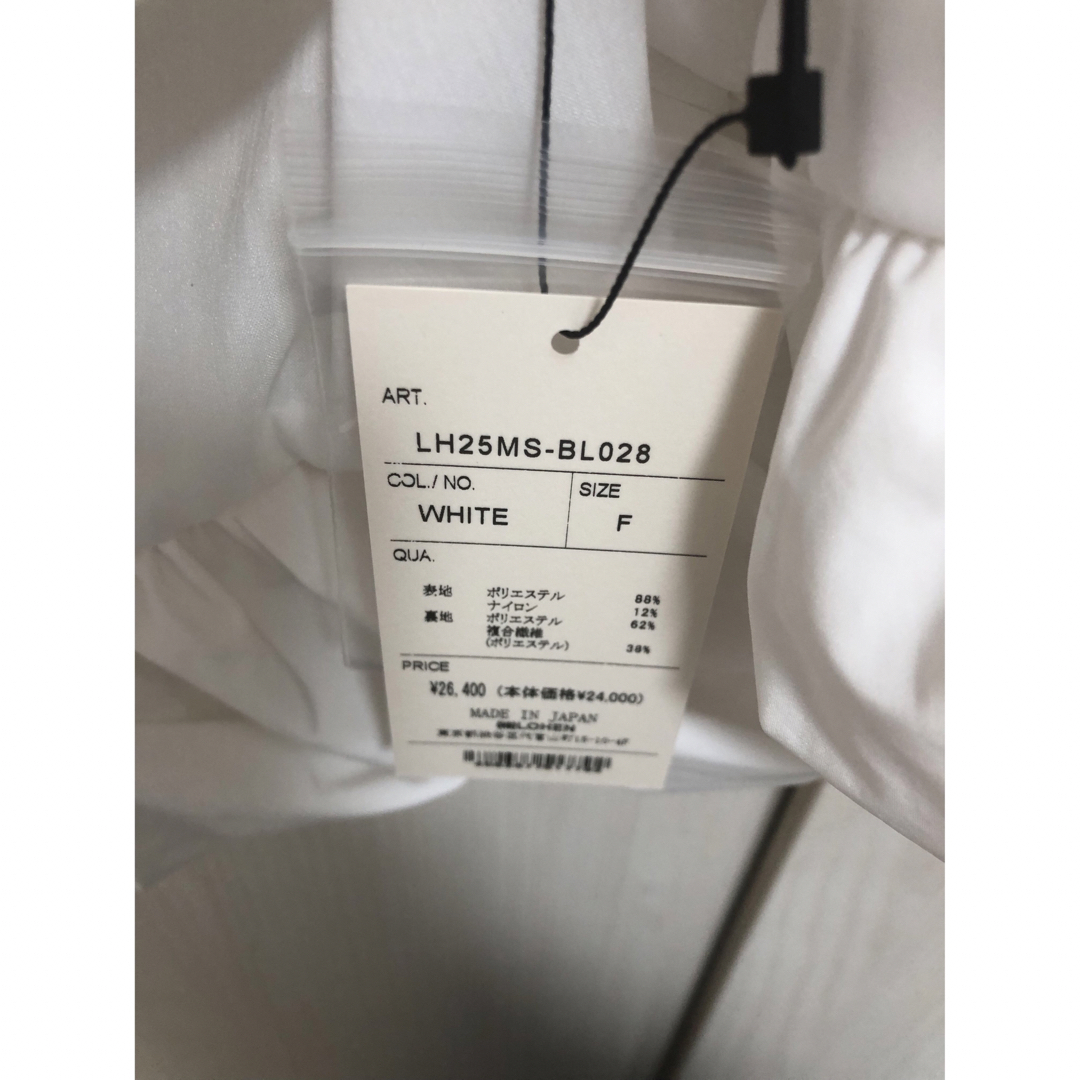 ART.
LH25MS-BL028
COL./ NO.
SIZE
WHITE
F
QUA.
表地 ポリエステル 88%
ナイロン 12%
裏地 ポリエステル 62%
複合繊維
(ポリエステル) 38%
PRICE
¥26,400 (本体価格¥24,000)
MADE IN JAPAN